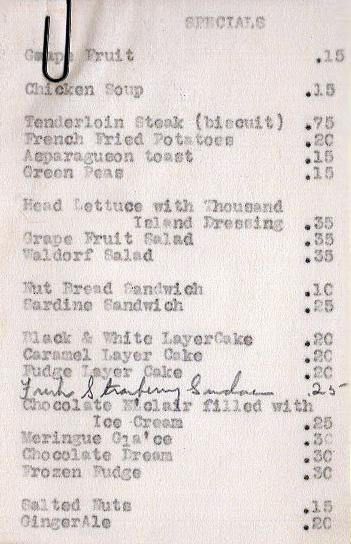 SPECIALS
Grape Fruit .15
Chicken Soup .15
Tenderloin Steak (biscuit) .75
French Fried Potatoes .20
Asparaguson toast .15
Green Peas .15
Head Lettuce with Thousand
Island Dressing .35
Grape Fruit Salad .35
Waldorf Salad .35
Nut Bread Sandwich .10
Sardine Sandwich .25
Black & White LayerCake .20
Caramel Layer Cake .20
Fudge Layer Cake .20
Fresh Strawberry Sundae .25
Chocolate E'clair filled with
Ice Cream .25
Meringue Gla'ce .30
Chocolate Dream .30
Frozen Fudge .30
Salted Nuts .15
GingerAle .20